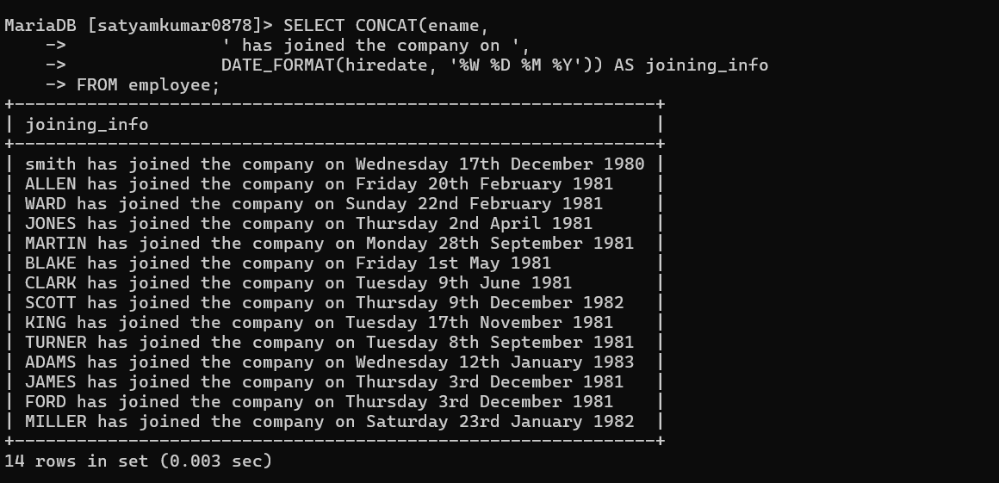 MariaDB [satyamkumar0878]> SELECT CONCAT(ename,
    ->               ' has joined the company on ',
    ->               DATE_FORMAT(hiredate, '%W %D %M %Y')) AS joining_info
    -> FROM employee;
+--------------------------------------------------------------+
| joining_info                                                 |
+--------------------------------------------------------------+
| smith has joined the company on Wednesday 17th December 1980 |
| ALLEN has joined the company on Friday 20th February 1981    |
| WARD has joined the company on Sunday 22nd February 1981     |
| JONES has joined the company on Thursday 2nd April 1981      |
| MARTIN has joined the company on Monday 28th September 1981  |
| BLAKE has joined the company on Friday 1st May 1981          |
| CLARK has joined the company on Tuesday 9th June 1981        |
| SCOTT has joined the company on Thursday 9th December 1982   |
| KING has joined the company on Tuesday 17th November 1981    |
| TURNER has joined the company on Tuesday 8th September 1981  |
| ADAMS has joined the company on Wednesday 12th January 1983  |
| JAMES has joined the company on Thursday 3rd December 1981   |
| FORD has joined the company on Thursday 3rd December 1981    |
| MILLER has joined the company on Saturday 23rd January 1982  |
+--------------------------------------------------------------+
14 rows in set (0.003 sec)